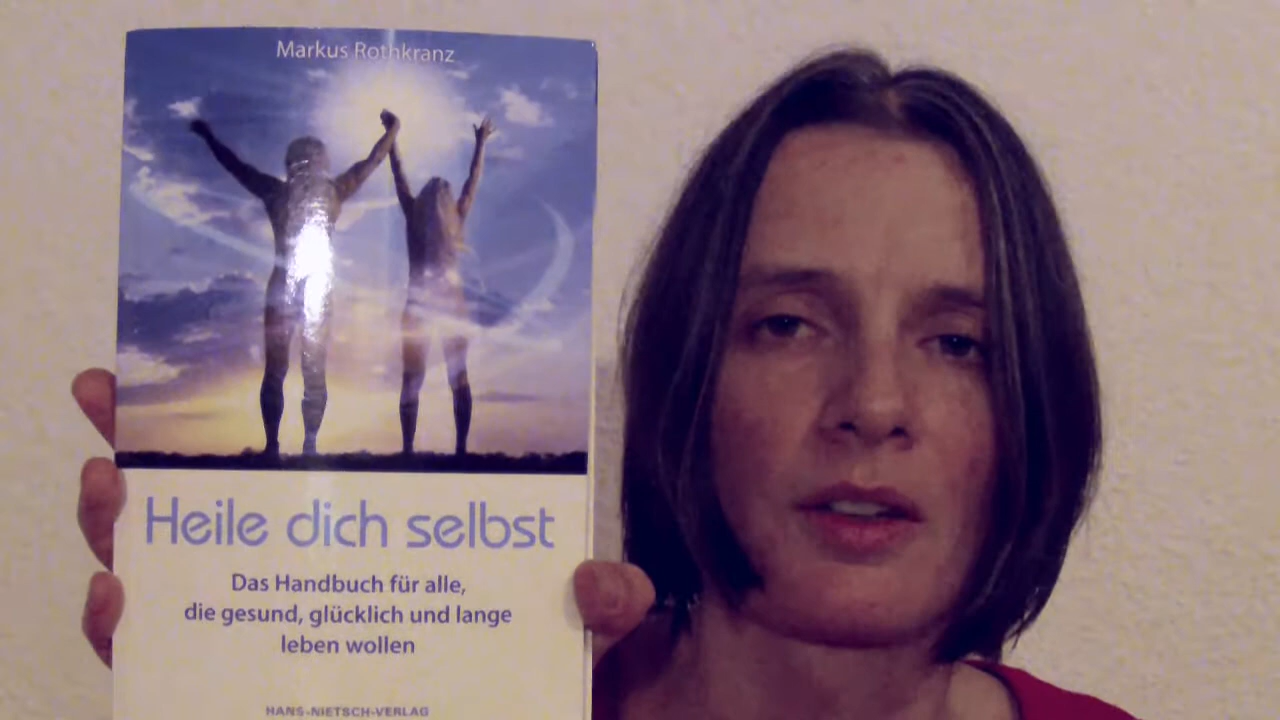 Markus Rothkranz
Heile dich selbst
Das Handbuch für alle,
die gesund, glücklich und lange
leben wollen
HANS-NIETSCH-VERLAG